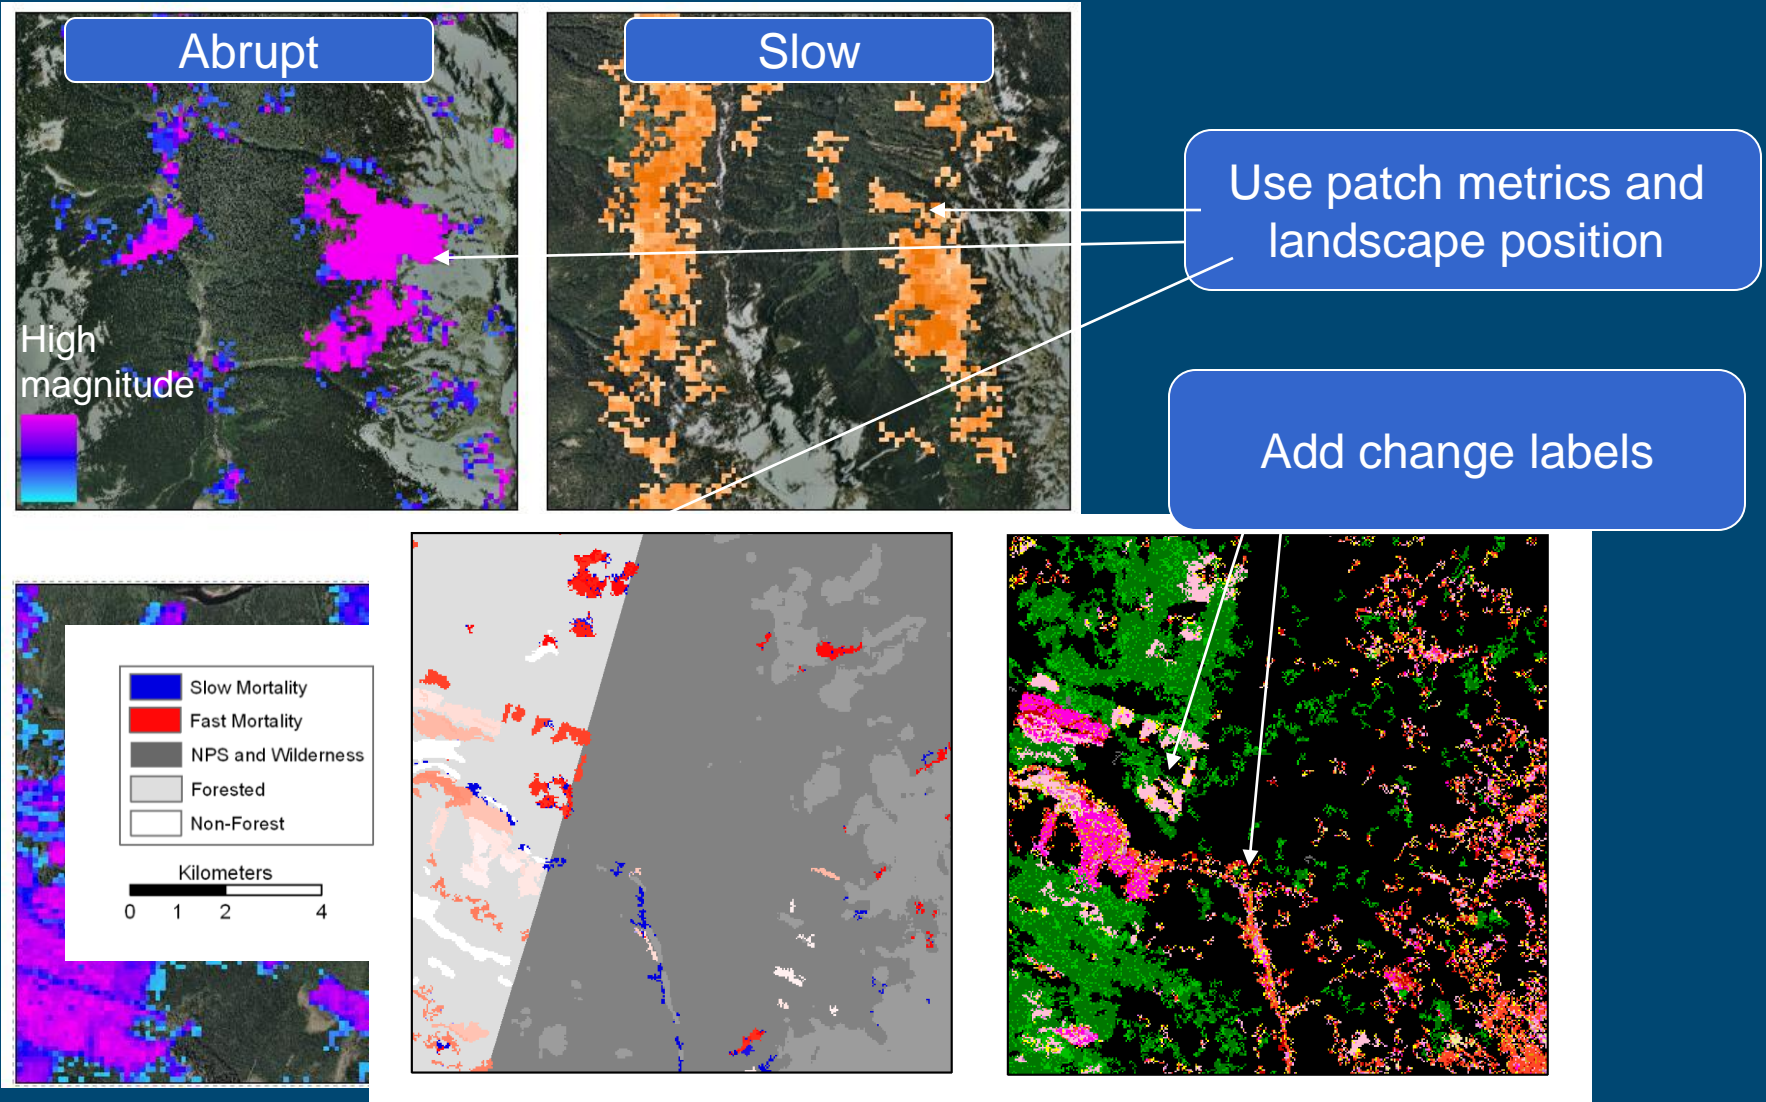 Abrupt
Slow
Use patch metrics and
landscape position
High
magnitude
Add change labels
Slow Mortality
Fast Mortality
NPS and Wilderness
Forested
Non-Forest
Kilometers
0 1 2 4